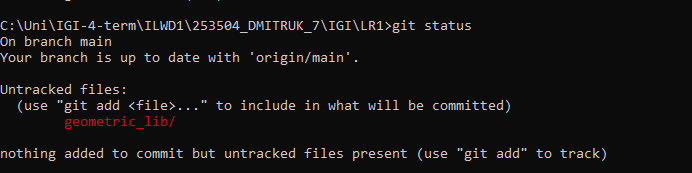 C:\Uni\IGI-4-term\ILWD1\253504_DMITRUK_7\IGI\LR1>git status
On branch main
Your branch is up to date with 'origin/main'.
Untracked files:
  (use "git add <file>..." to include in what will be committed)
        geometric_lib/
nothing added to commit but untracked files present (use "git add" to track)